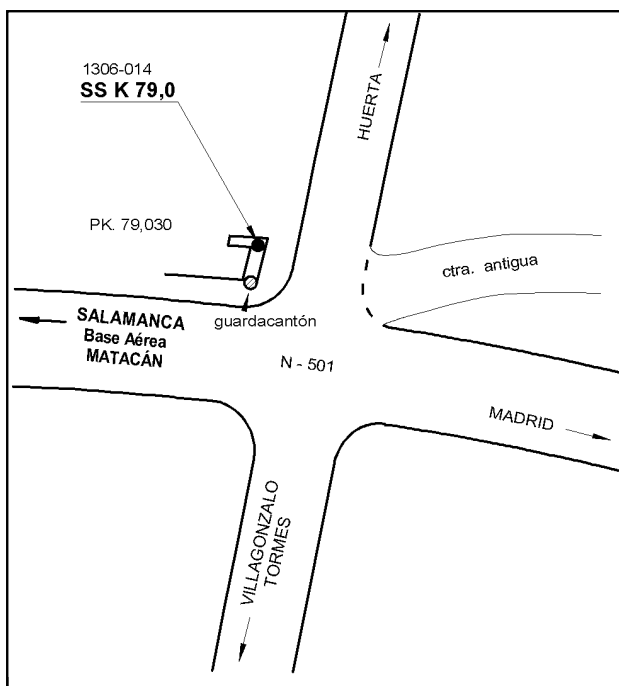 1306-014
SS K 79,0
HUERTA
PK. 79,030
ctra. antigua
SALAMANCA
Base Aérea
MATACÁN
guardacantón
N - 501
MADRID
VILLAGONZALO
TORMES